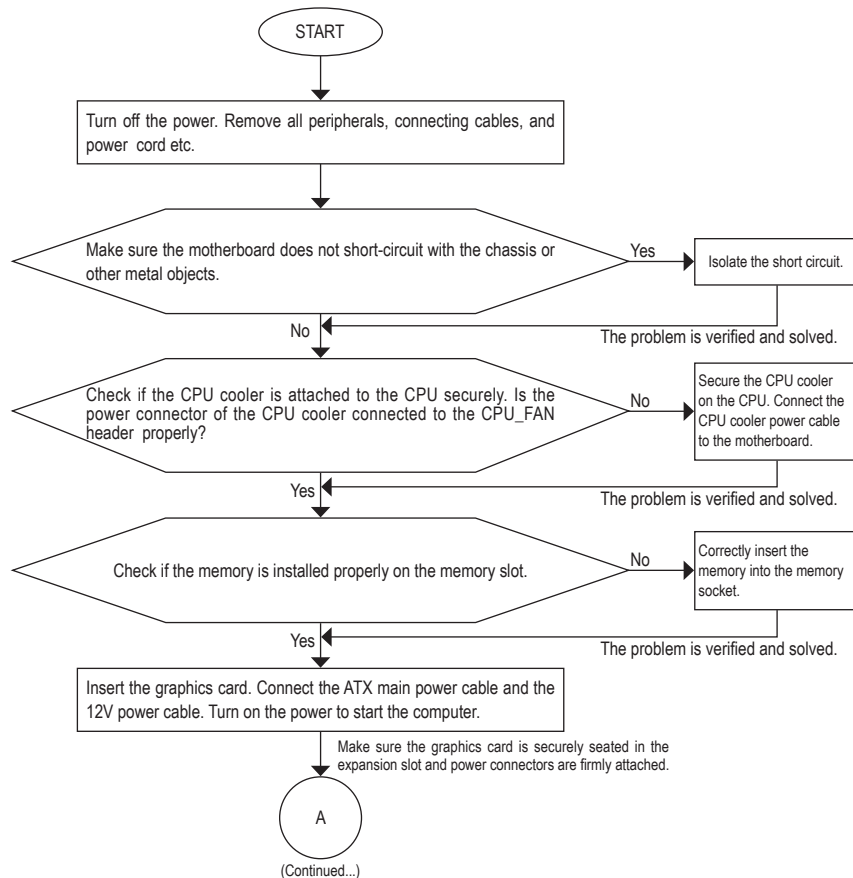 START
Turn off the power. Remove all peripherals, connecting cables, and
power cord etc.
Make sure the motherboard does not short-circuit with the chassis or
other metal objects.
Yes
Isolate the short circuit.
No
The problem is verified and solved.
Check if the CPU cooler is attached to the CPU securely. Is the
power connector of the CPU cooler connected to the CPU_FAN
header properly?
No
Secure the CPU cooler
on the CPU. Connect the
CPU cooler power cable
to the motherboard.
Yes
The problem is verified and solved.
Check if the memory is installed properly on the memory slot.
No
Correctly insert the
memory into the memory
socket.
Yes
The problem is verified and solved.
Insert the graphics card. Connect the ATX main power cable and the
12V power cable. Turn on the power to start the computer.
Make sure the graphics card is securely seated in the
expansion slot and power connectors are firmly attached.
A
(Continued...)